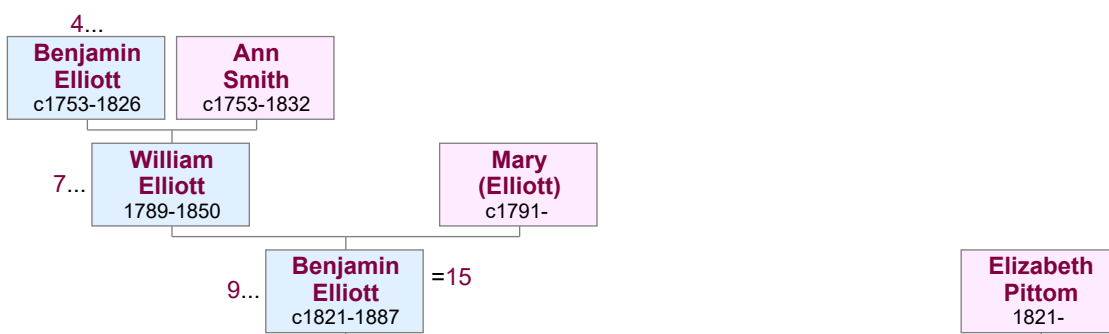 4...
Benjamin
Elliott
c1753-1826
Ann
Smith
c1753-1832
7...
William
Elliott
1789-1850
Mary
(Elliott)
c1791-
9...
Benjamin
Elliott
c1821-1887
=15
Elizabeth
Pittom
1821-